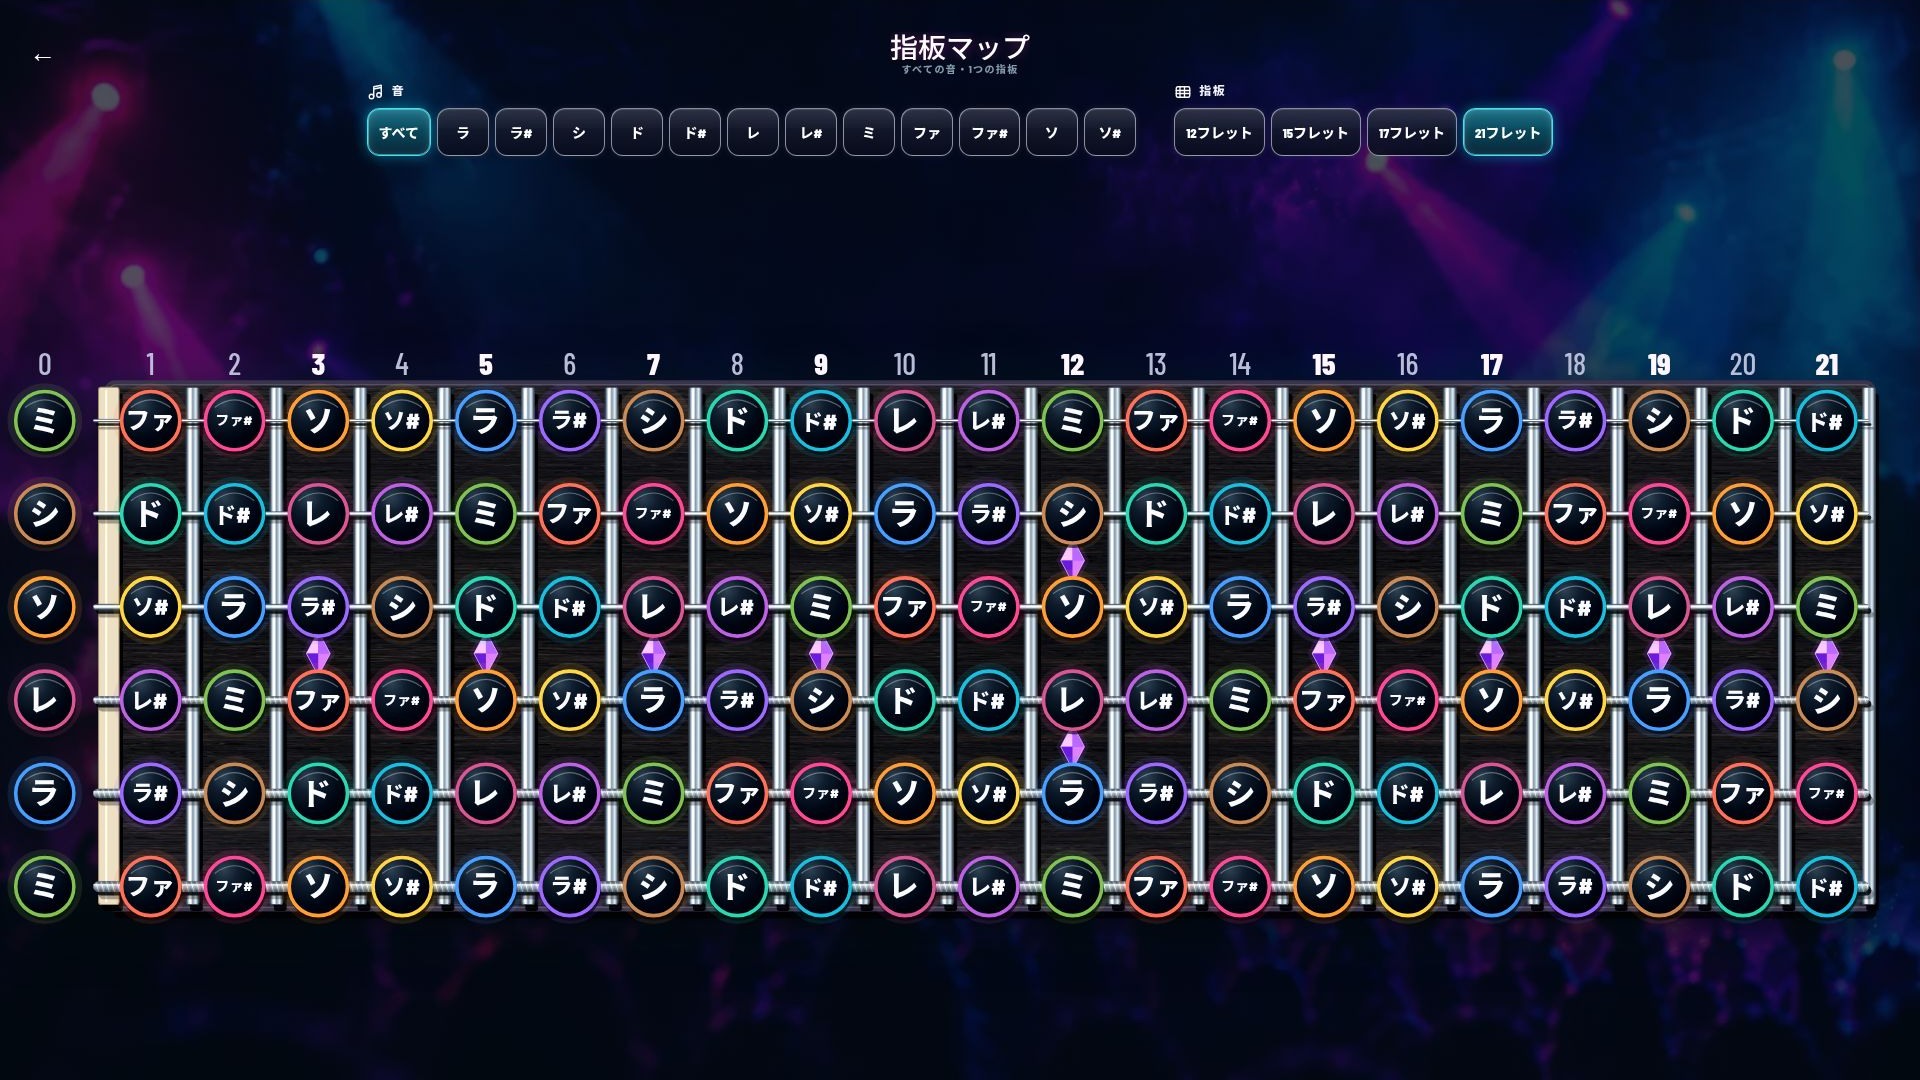 ←
指板マップ
すべての音・1つの指板
音
指板
すべて ラ ラ# シ ド ド# レ レ# ミ ファ ファ# ソ ソ# 12フレット 15フレット 17フレット 21フレット
0 1 2 3 4 5 6 7 8 9 10 11 12 13 14 15 16 17 18 19 20 21
ミ ファ ファ# ソ ソ# ラ ラ# シ ド ド# レ レ# ミ ファ ファ# ソ ソ# ラ ラ# シ ド ド#
シ ド ド# レ レ# ミ ファ ファ# ソ ソ# ラ ラ# シ ド ド# レ レ# ミ ファ ファ# ソ ソ#
ソ ソ# ラ ラ# シ ド ド# レ レ# ミ ファ ファ# ソ ソ# ラ ラ# シ ド ド# レ レ# ミ
レ レ# ミ ファ ファ# ソ ソ# ラ ラ# シ ド ド# レ レ# ミ ファ ファ# ソ ソ# ラ ラ# シ
ラ ラ# シ ド ド# レ レ# ミ ファ ファ# ソ ソ# ラ ラ# シ ド ド# レ レ# ミ ファ ファ#
ミ ファ ファ# ソ ソ# ラ ラ# シ ド ド# レ レ# ミ ファ ファ# ソ ソ# ラ ラ# シ ド ド#